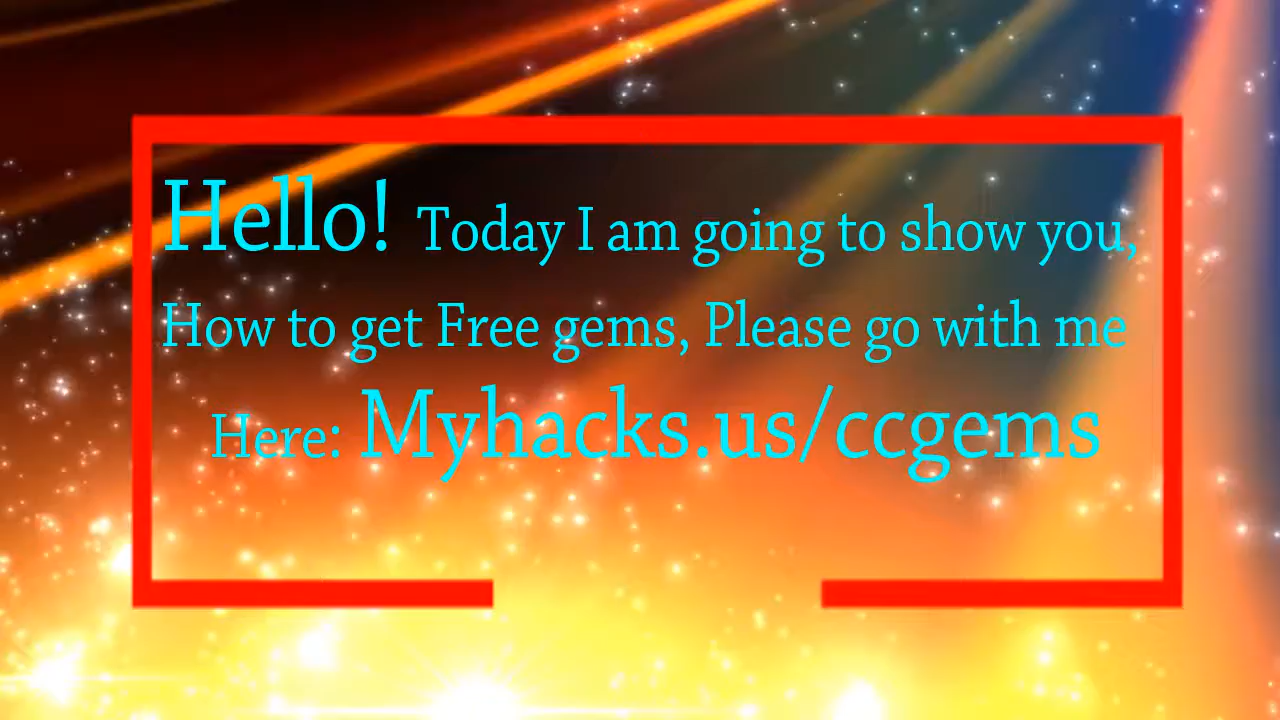 Hello! Today I am going to show you,
How to get Free gems, Please go with me
Here: Myhacks.us/ccgems